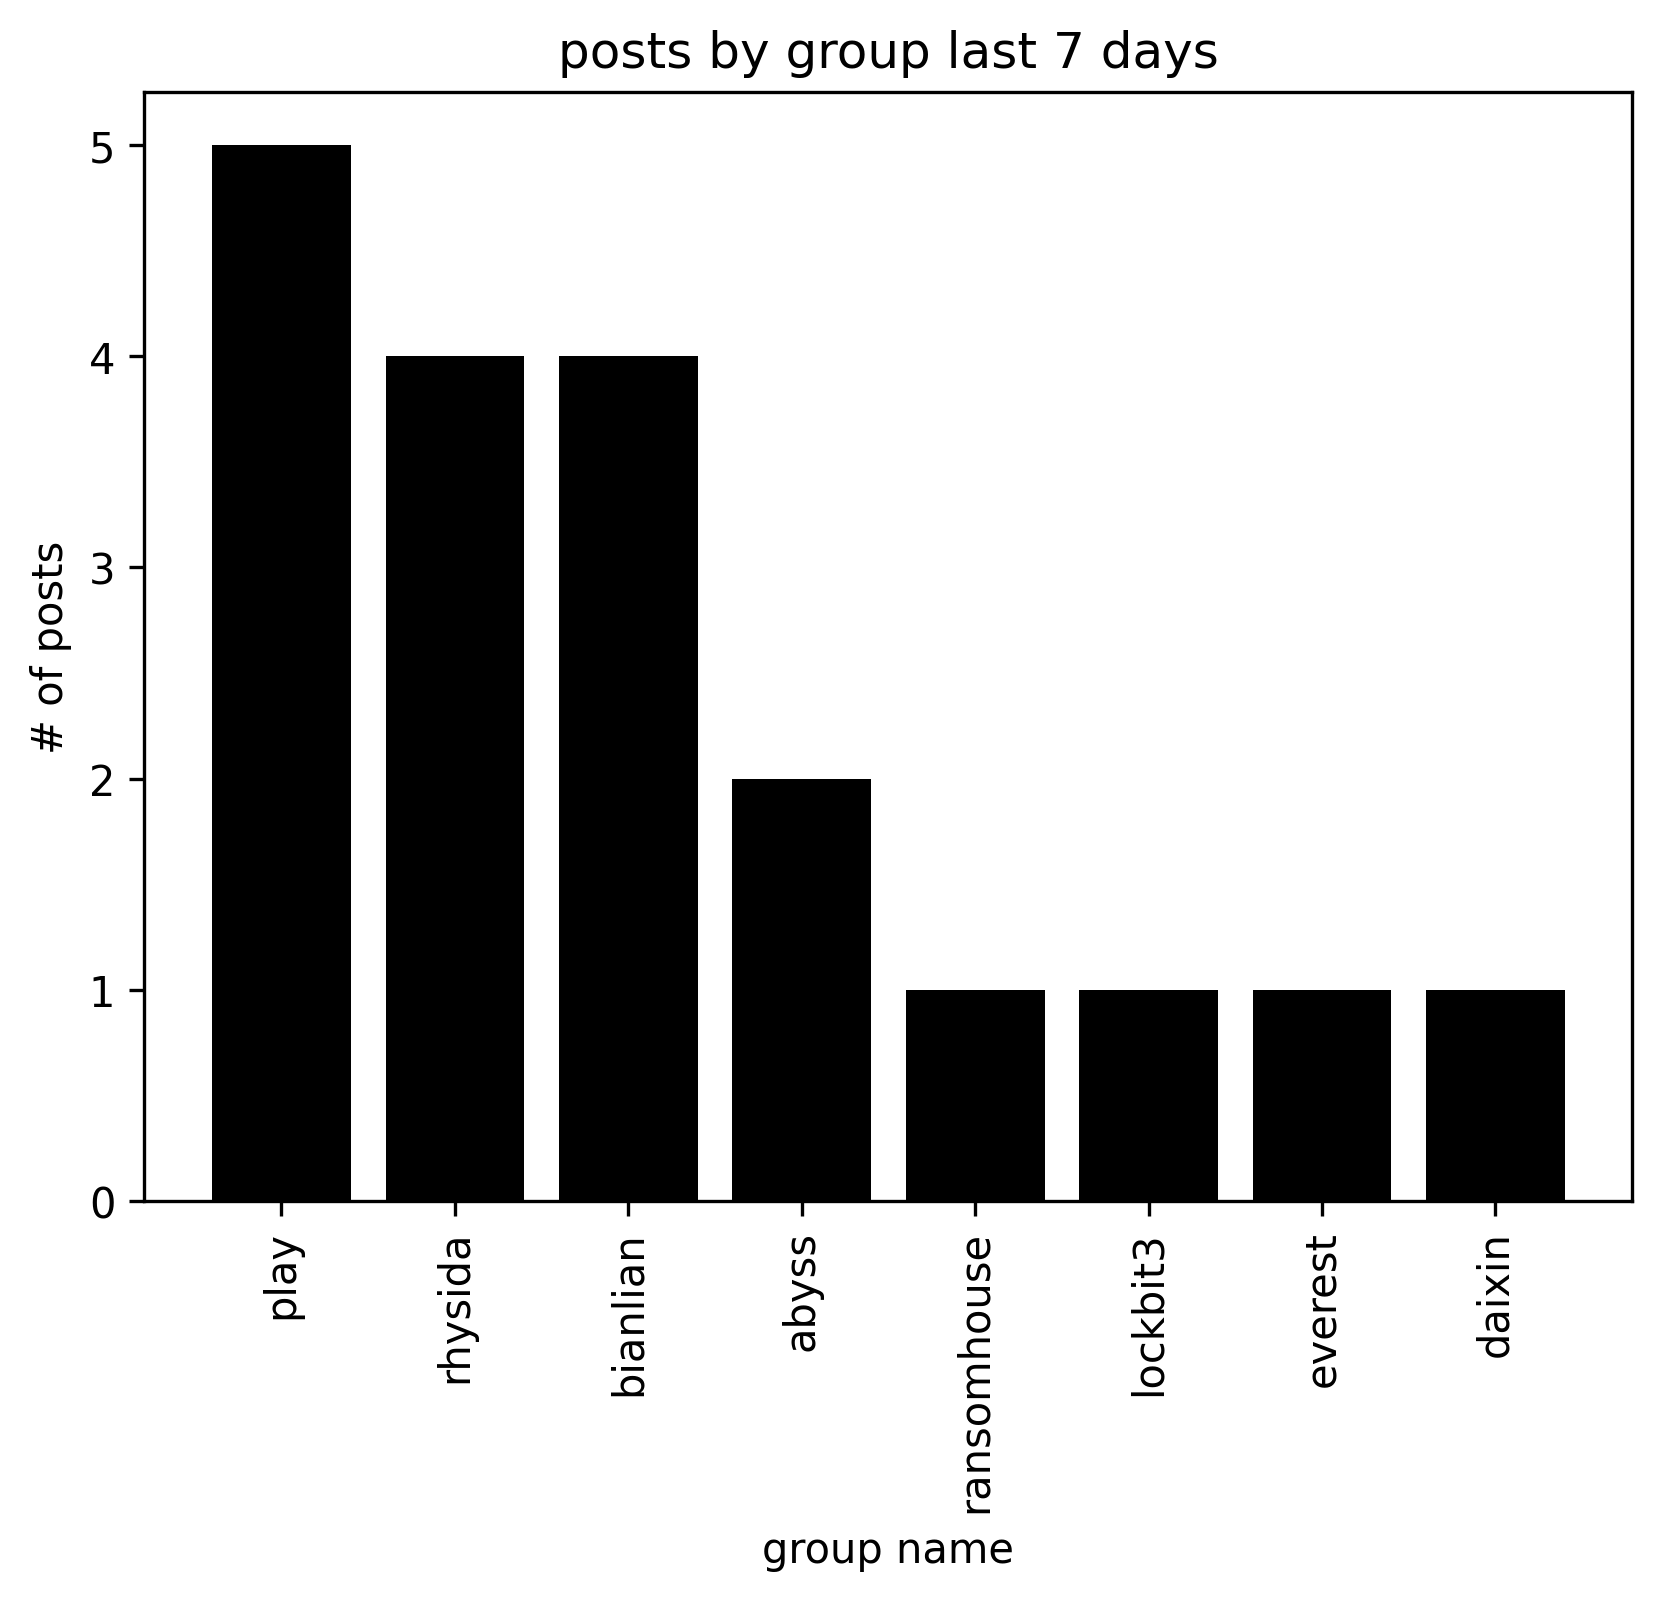 posts by group last 7 days
# of posts
5
4
3
2
1
0
play
rhysida
bianlian
abyss
ransomhouse
lockbit3
everest
daixin
group name